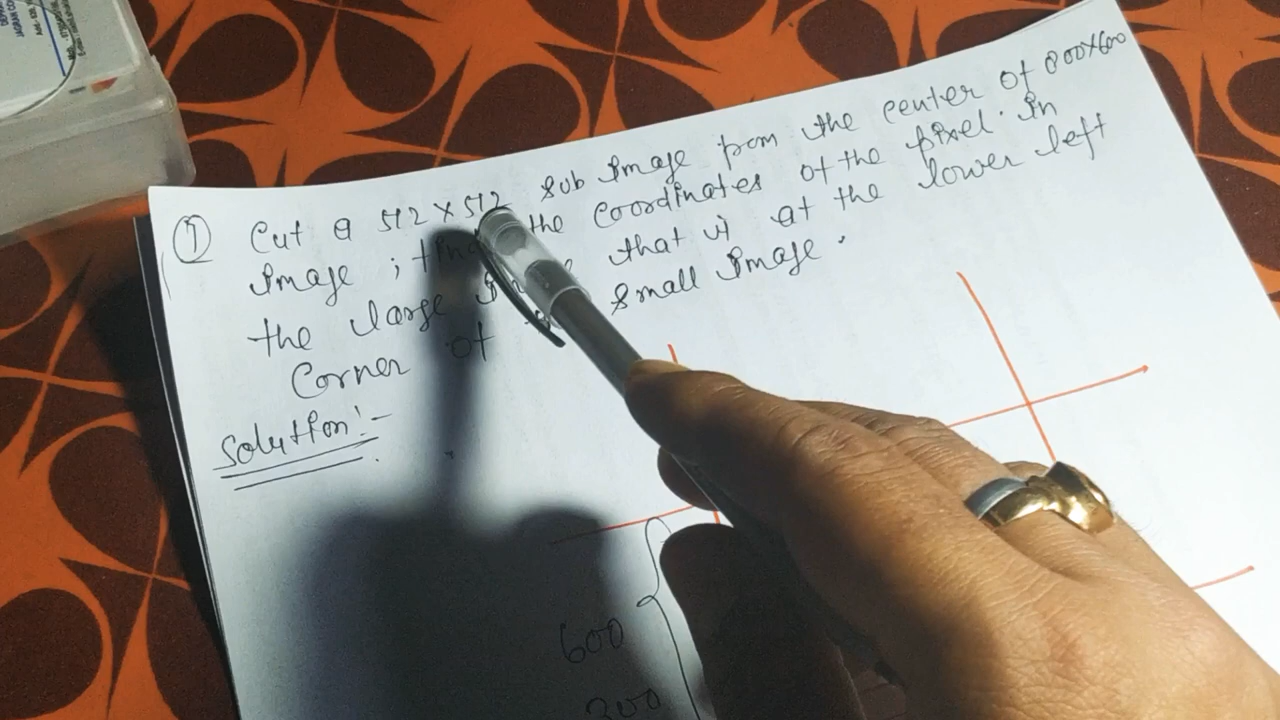 ① Cut a 512 × 512 sub image from the center of 800×600
image ; the coordinates of the pixel. in
the large that is at the lower left
Corner of small image.
Solution:-
600
300